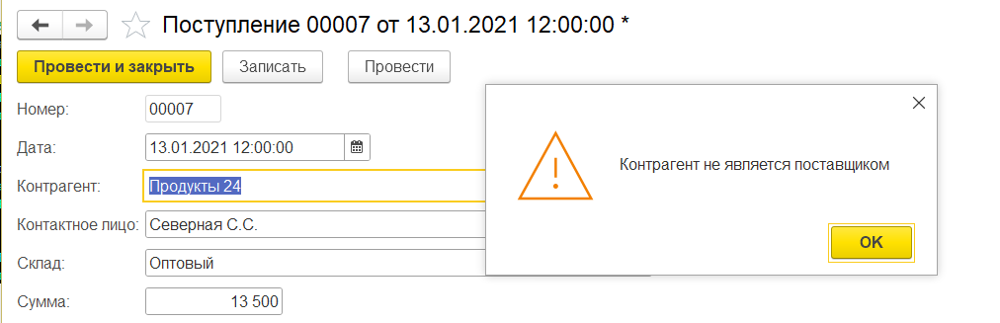 Поступление 00007 от 13.01.2021 12:00:00 *
Провести и закрыть
Записать
Провести
Номер:
00007
Дата:
13.01.2021 12:00:00
Контрагент:
Продукты 24
Контактное лицо:
Северная С.С.
Склад:
Оптовый
Сумма:
13 500
Контрагент не является поставщиком
OK